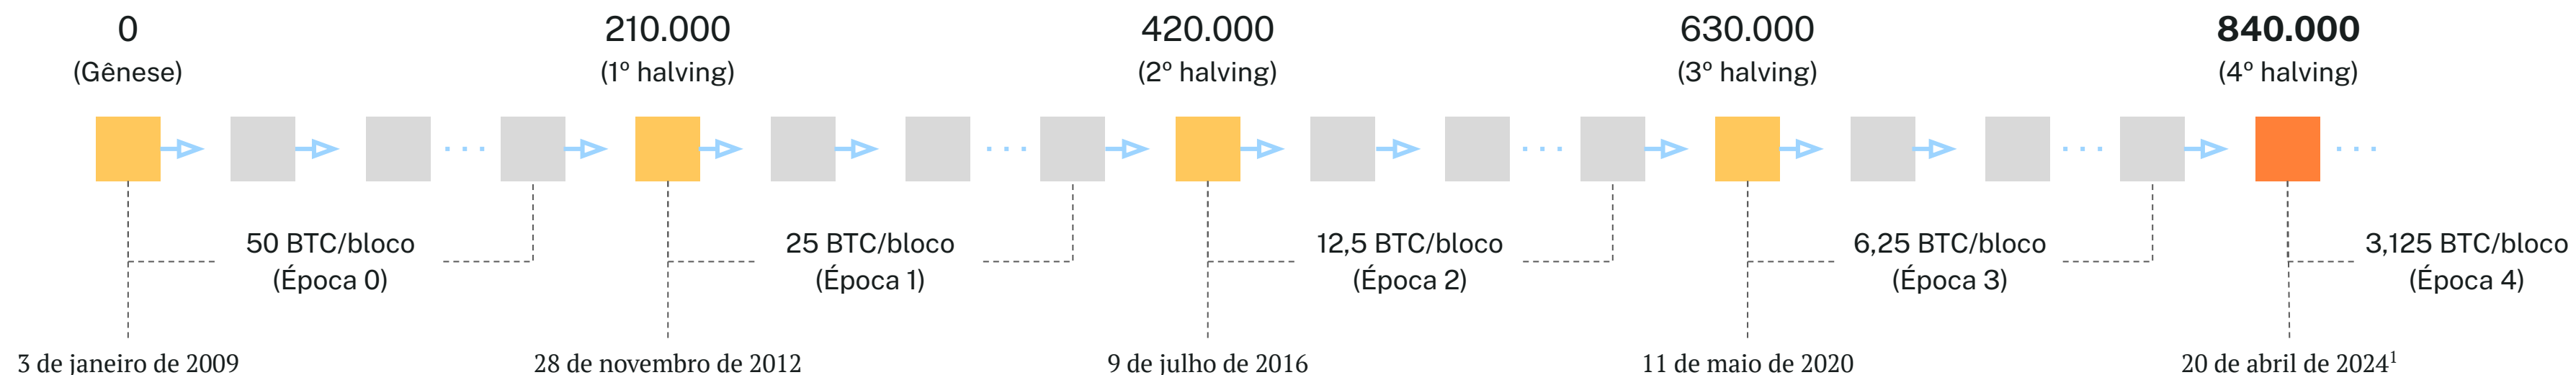 0
(Gênese)
210.000
(1º halving)
420.000
(2º halving)
630.000
(3º halving)
840.000
(4º halving)
50 BTC/bloco
(Época 0)
25 BTC/bloco
(Época 1)
12,5 BTC/bloco
(Época 2)
6,25 BTC/bloco
(Época 3)
3,125 BTC/bloco
(Época 4)
3 de janeiro de 2009
28 de novembro de 2012
9 de julho de 2016
11 de maio de 2020
20 de abril de 2024¹